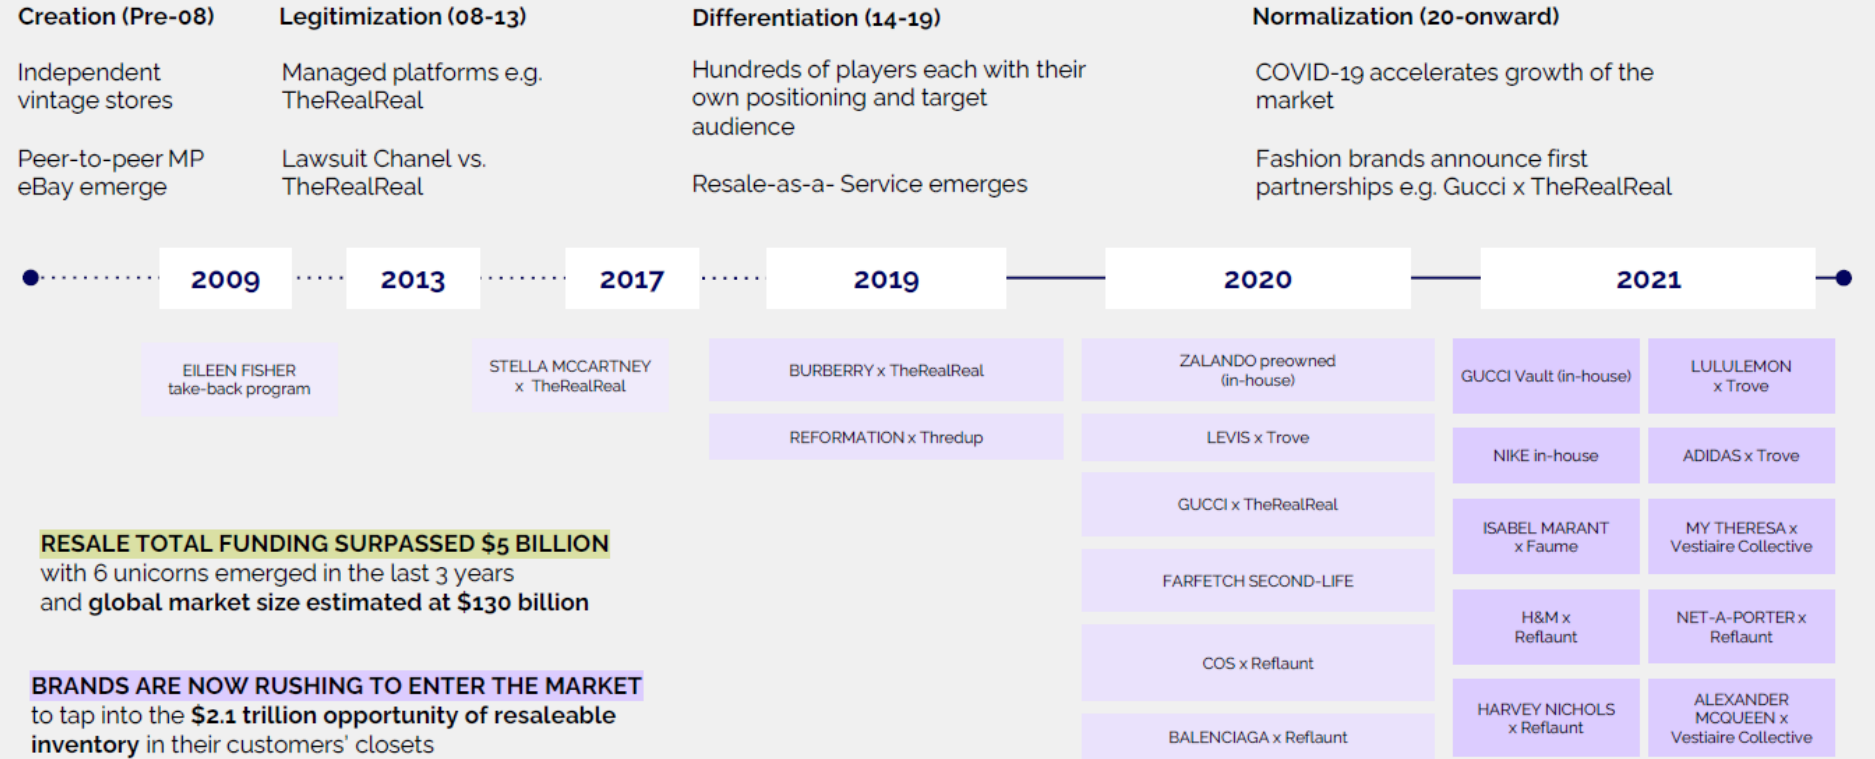 Creation (Pre-08)
Independent
vintage stores
Peer-to-peer MP
eBay emerge
Legitimization (08-13)
Managed platforms e.g.
TheRealReal
Lawsuit Chanel vs.
TheRealReal
Differentiation (14-19)
Hundreds of players each with their
own positioning and target
audience
Resale-as-a- Service emerges
Normalization (20-onward)
COVID-19 accelerates growth of the
market
Fashion brands announce first
partnerships e.g. Gucci x TheRealReal
2009
2013
2017
2019
2020
2021
EILEEN FISHER
take-back program
STELLA MCCARTNEY
x TheRealReal
BURBERRY x TheRealReal
REFORMATION x Thredup
ZALANDO preowned
(in-house)
LEVIS x Trove
GUCCI x TheRealReal
FARFETCH SECOND-LIFE
COS x Reflaunt
BALENCIAGA x Reflaunt
GUCCI Vault (in-house)
NIKE in-house
ISABEL MARANT
x Faume
H&M x
Reflaunt
HARVEY NICHOLS
x Reflaunt
LULULEMON
x Trove
ADIDAS x Trove
MY THERESA x
Vestiaire Collective
NET-A-PORTER x
Reflaunt
ALEXANDER
MCQUEEN x
Vestiaire Collective
RESALE TOTAL FUNDING SURPASSED $5 BILLION
with 6 unicorns emerged in the last 3 years
and global market size estimated at $130 billion
BRANDS ARE NOW RUSHING TO ENTER THE MARKET
to tap into the $2.1 trillion opportunity of resaleable
inventory in their customers' closets